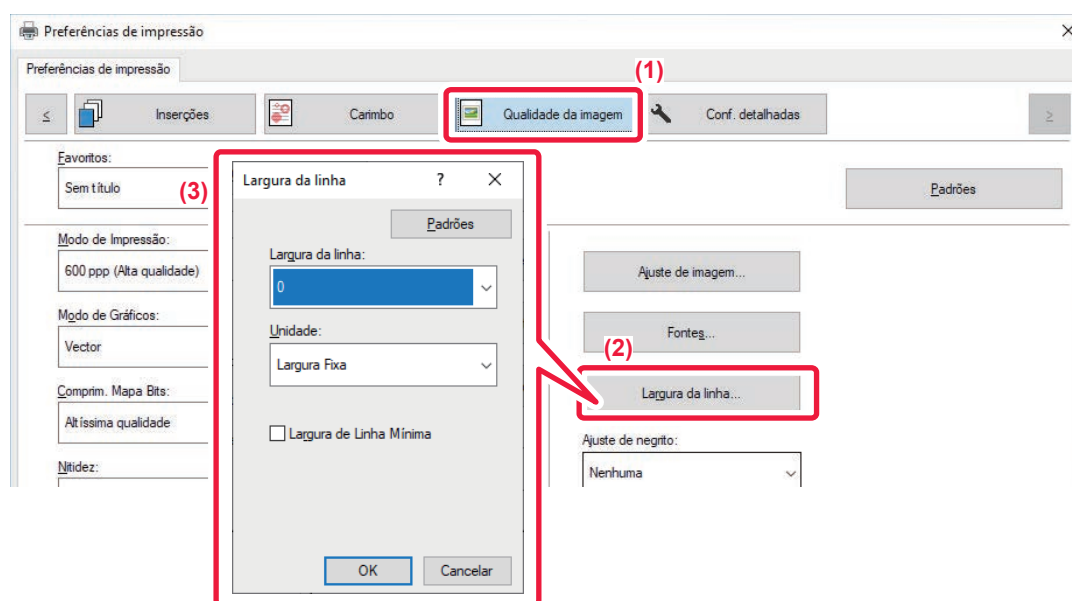 Preferências de impressão
Preferências de impressão
(1)
≤ Inserções Carimbo Qualidade da imagem Conf. detalhadas ≥
Favoritos:
Sem título
Padrões
(3)
Largura da linha ? X
Padrões
Largura da linha:
0
Unidade:
Largura Fixa
Largura de Linha Mínima
OK Cancelar
Modo de Impressão:
600 ppp (Alta qualidade)
Modo de Gráficos:
Vector
Comprim. Mapa Bits:
Altíssima qualidade
Nitidez:
Ajuste de imagem...
Fontes...
(2)
Largura da linha...
Ajuste de negrito:
Nenhuma